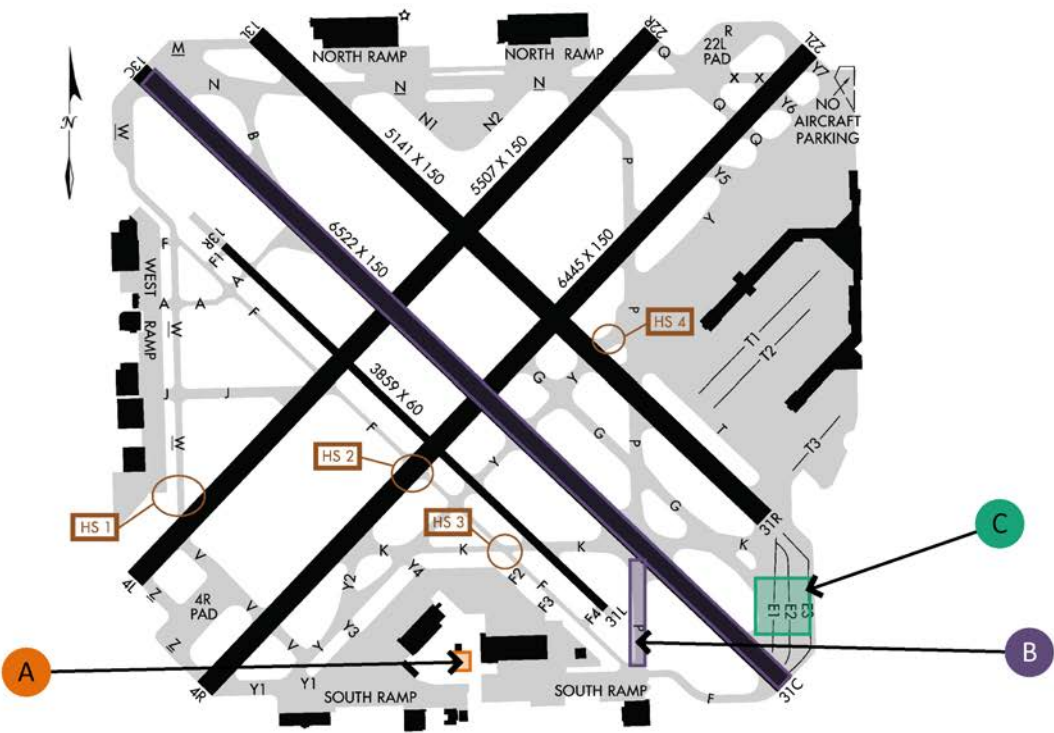 13L
NORTH RAMP
NORTH RAMP
22R
R
22L
PAD
22L
M
13C
N
N
N
Q
X X
Y7
N
W
B
N1
N2
Q
Y6
NO
AIRCRAFT
PARKING
Q
5141 X 150
5507 X 150
P
Y5
Y
F
13R
F1
WEST
RAMP
6522 X 150
6445 X 150
A
A
A
F
W
P
HS 4
T1
T2
3859 X 60
G
Y
J
J
F
G
T
W
HS 2
Y
P
T3
HS 1
G
31R
C
HS 3
K
K
K
K
V
Y4
F2
F
4L
Z
4R
PAD
Y2
F3
F4
31L
E1
E2
E3
V
Y3
P
Z
V
Y
A
B
4R
Y1
Y1
SOUTH RAMP
SOUTH RAMP
F
31C